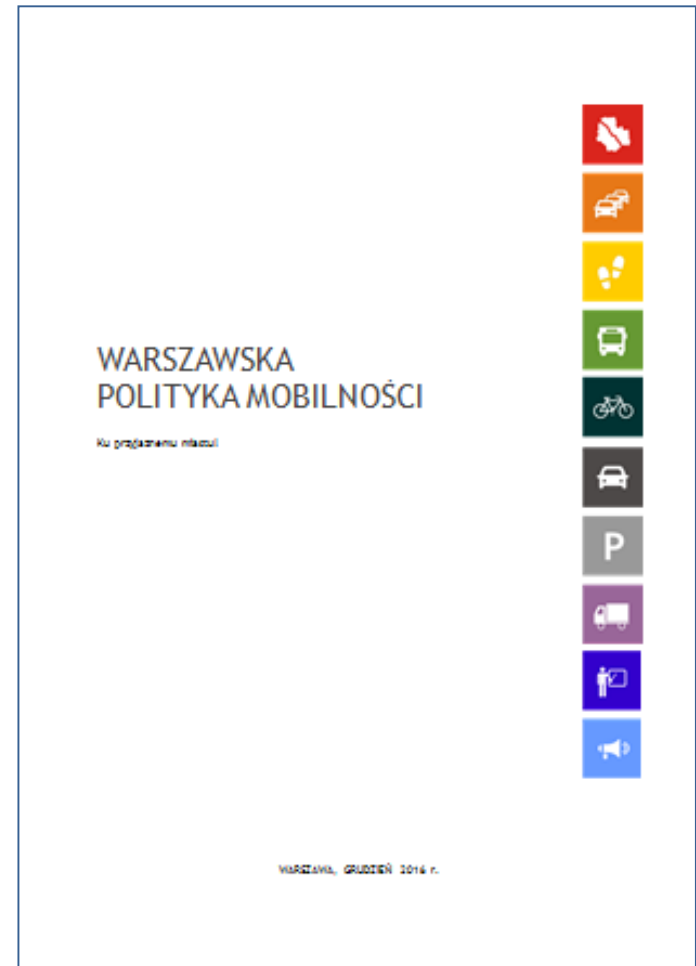 WARSZAWSKA
POLITYKA MOBILNOŚCI
Ku przyjaznemu miastu!
P
WARSZAWA, GRUDZIEŃ 2016 r.